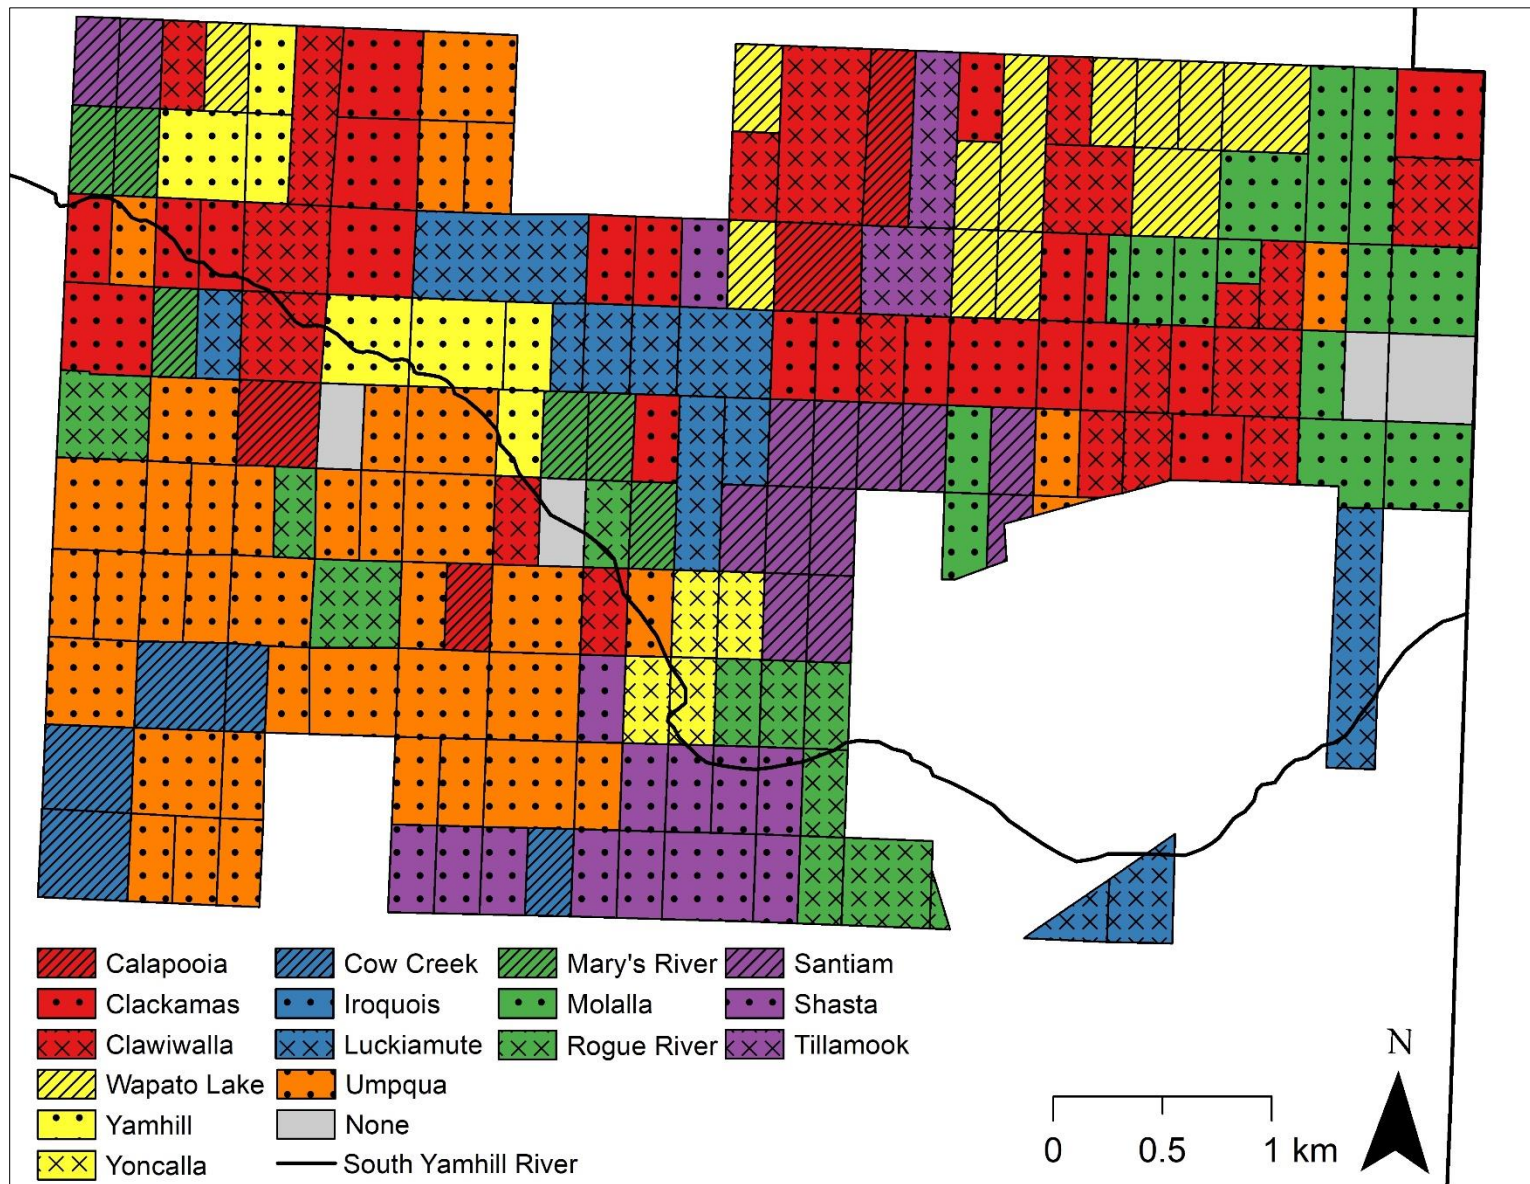 Calapooia
Cow Creek
Mary's River
Santiam
Clackamas
Iroquois
Molalla
Shasta
Clawiwalla
Luckiamute
Rogue River
Tillamook
Wapato Lake
Umpqua
Yamhill
None
Yoncalla
South Yamhill River
N
0 0.5 1 km